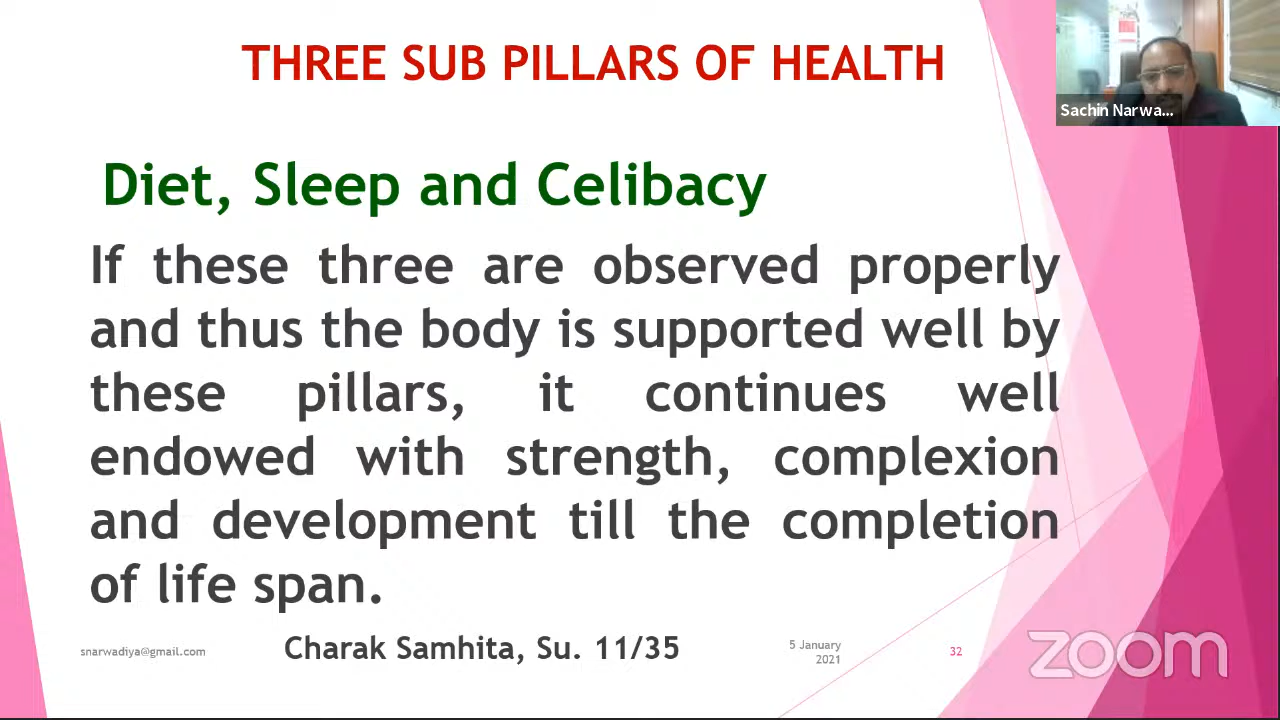 THREE SUB PILLARS OF HEALTH
Sachin Narwa...
Diet, Sleep and Celibacy
If these three are observed properly
and thus the body is supported well by
these pillars, it continues well
endowed with strength, complexion
and development till the completion
of life span.
Charak Samhita, Su. 11/35
snarwadiya@gmail.com
5 January
2021
32
zoom